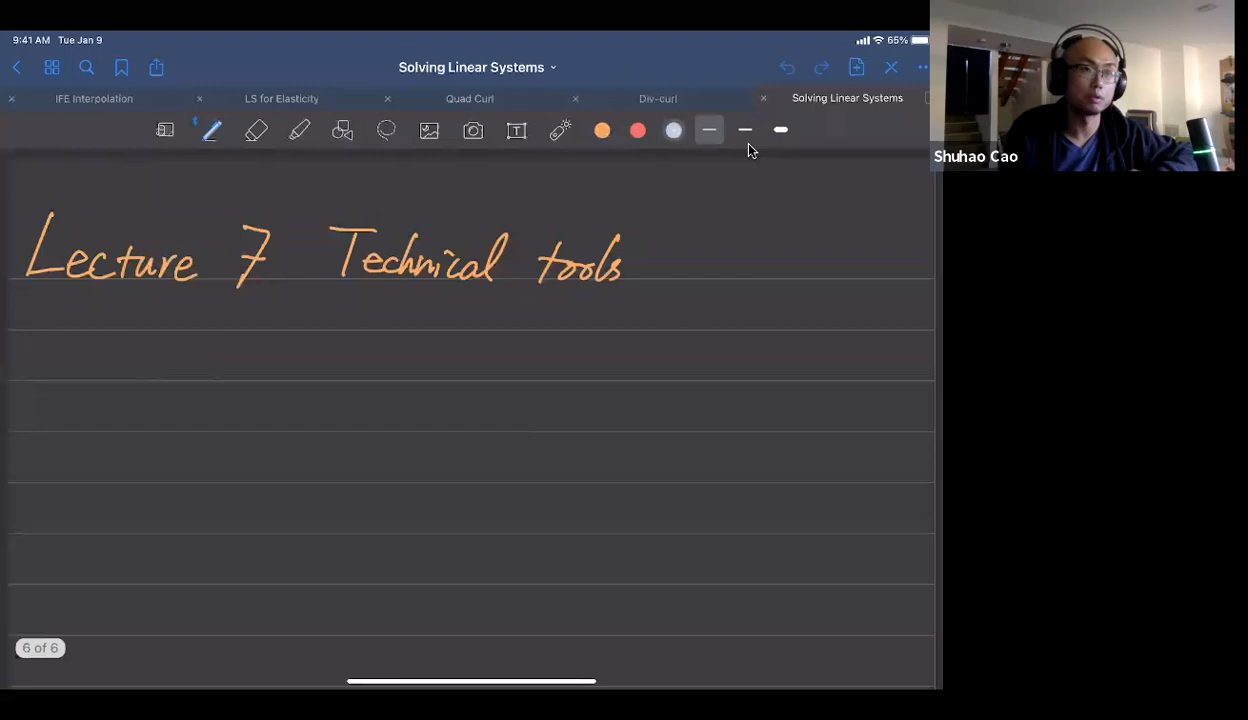 9:41 AM Tue Jan 9
65%
Solving Linear Systems
IFE Interpolation
LS for Elasticity
Quad Curl
Div-curl
Solving Linear Systems
Shuhao Cao
Lecture 7 Technical tools
6 of 6